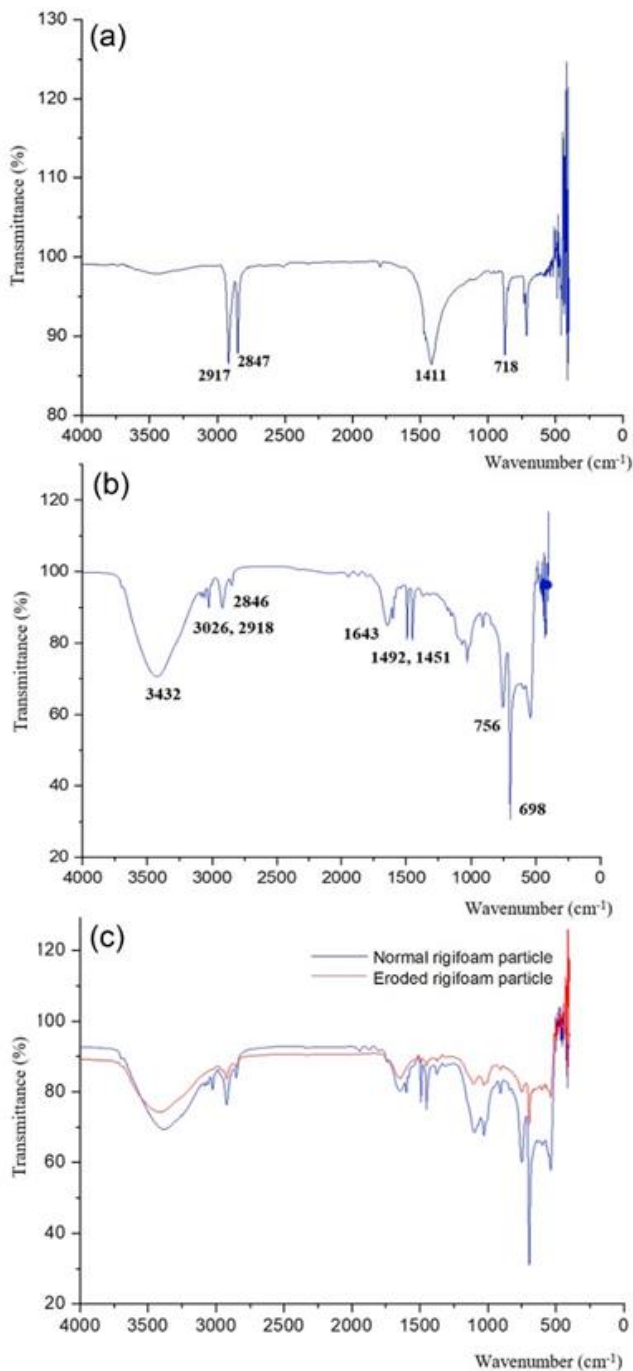 (a)
Transmittance (%)
130
120
110
100
90
80
2917
2847
1411
718
4000 3500 3000 2500 2000 1500 1000 500 0
Wavenumber (cm-1)
(b)
Transmittance (%)
120
100
80
60
40
20
3432
3026, 2918
2846
1643
1492, 1451
756
698
4000 3500 3000 2500 2000 1500 1000 500 0
Wavenumber (cm-1)
(c)
Normal rigifoam particle
Eroded rigifoam particle
Transmittance (%)
120
100
80
60
40
20
4000 3500 3000 2500 2000 1500 1000 500 0
Wavenumber (cm-1)